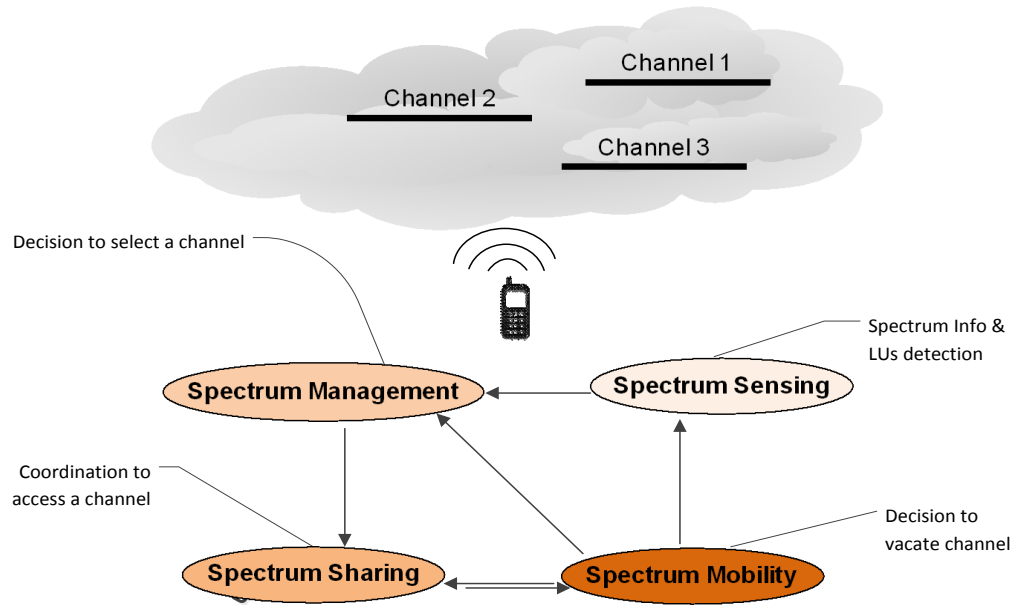 Channel 1
Channel 2
Channel 3
Decision to select a channel
Spectrum Info &
LUs detection
Spectrum Management
Spectrum Sensing
Coordination to
access a channel
Decision to
vacate channel
Spectrum Sharing
Spectrum Mobility